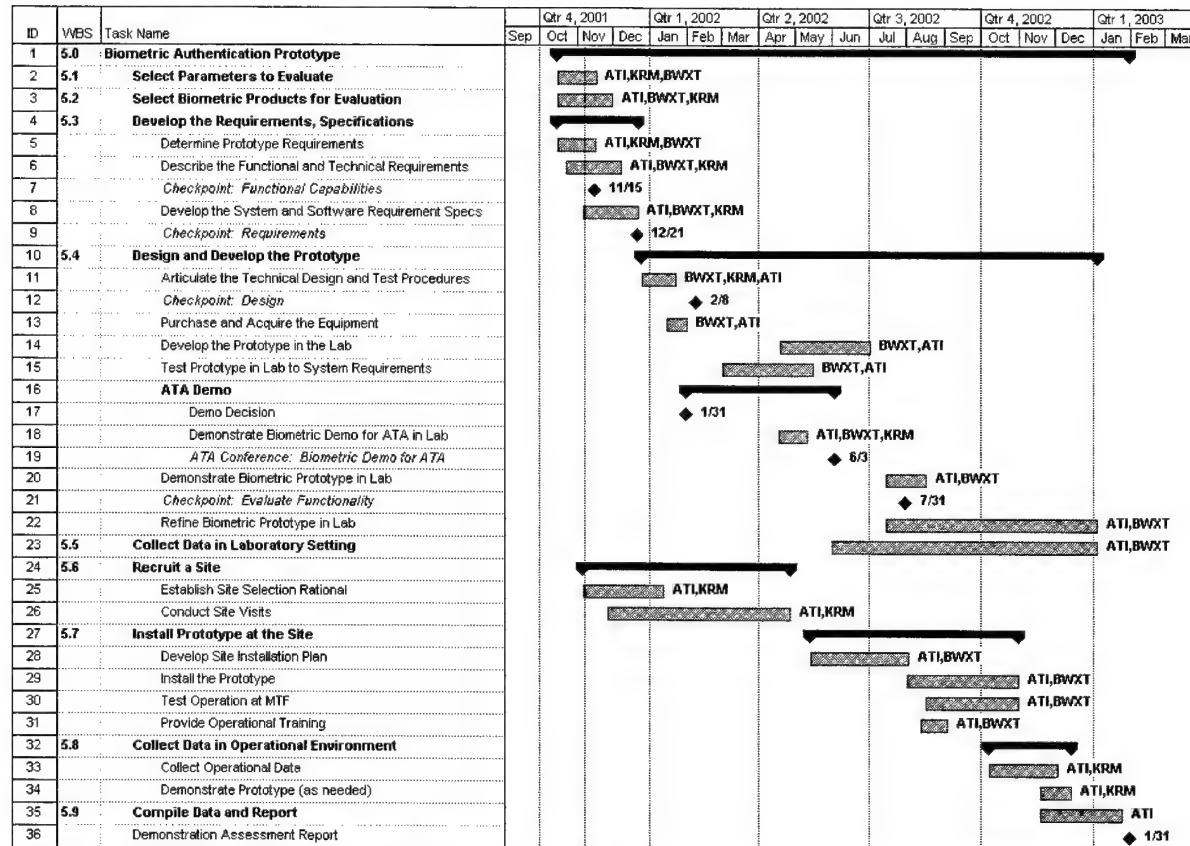 Qtr 4, 2001 Qtr 1, 2002 Qtr 2, 2002 Qtr 3, 2002 Qtr 4, 2002 Qtr 1, 2003
ID WBS Task Name Sep Oct Nov Dec Jan Feb Mar Apr May Jun Jul Aug Sep Oct Nov Dec Jan Feb Mar
1 5.0 Biometric Authentication Prototype
2 5.1 Select Parameters to Evaluate ATI,KRM,BWXT
3 5.2 Select Biometric Products for Evaluation ATI,BWXT,KRM
4 5.3 Develop the Requirements, Specifications
5 Determine Prototype Requirements ATI,KRM,BWXT
6 Describe the Functional and Technical Requirements ATI,BWXT,KRM
7 Checkpoint: Functional Capabilities 11/15
8 Develop the System and Software Requirement Specs ATI,BWXT,KRM
9 Checkpoint: Requirements 12/21
10 5.4 Design and Develop the Prototype
11 Articulate the Technical Design and Test Procedures BWXT,KRM,ATI
12 Checkpoint: Design 2/8
13 Purchase and Acquire the Equipment BWXT,ATI
14 Develop the Prototype in the Lab BWXT,ATI
15 Test Prototype in Lab to System Requirements BWXT,ATI
16 ATA Demo
17 Demo Decision 1/31
18 Demonstrate Biometric Demo for ATA in Lab ATI,BWXT,KRM
19 ATA Conference: Biometric Demo for ATA 6/3
20 Demonstrate Biometric Prototype in Lab ATI,BWXT
21 Checkpoint: Evaluate Functionality 7/31
22 Refine Biometric Prototype in Lab ATI,BWXT
23 5.5 Collect Data in Laboratory Setting ATI,BWXT
24 5.6 Recruit a Site
25 Establish Site Selection Rational ATI,KRM
26 Conduct Site Visits ATI,KRM
27 5.7 Install Prototype at the Site
28 Develop Site Installation Plan ATI,BWXT
29 Install the Prototype ATI,BWXT
30 Test Operation at MTF ATI,BWXT
31 Provide Operational Training ATI,BWXT
32 5.8 Collect Data in Operational Environment
33 Collect Operational Data ATI,KRM
34 Demonstrate Prototype (as needed) ATI,KRM
35 5.9 Compile Data and Report ATI
36 Demonstration Assessment Report 1/31